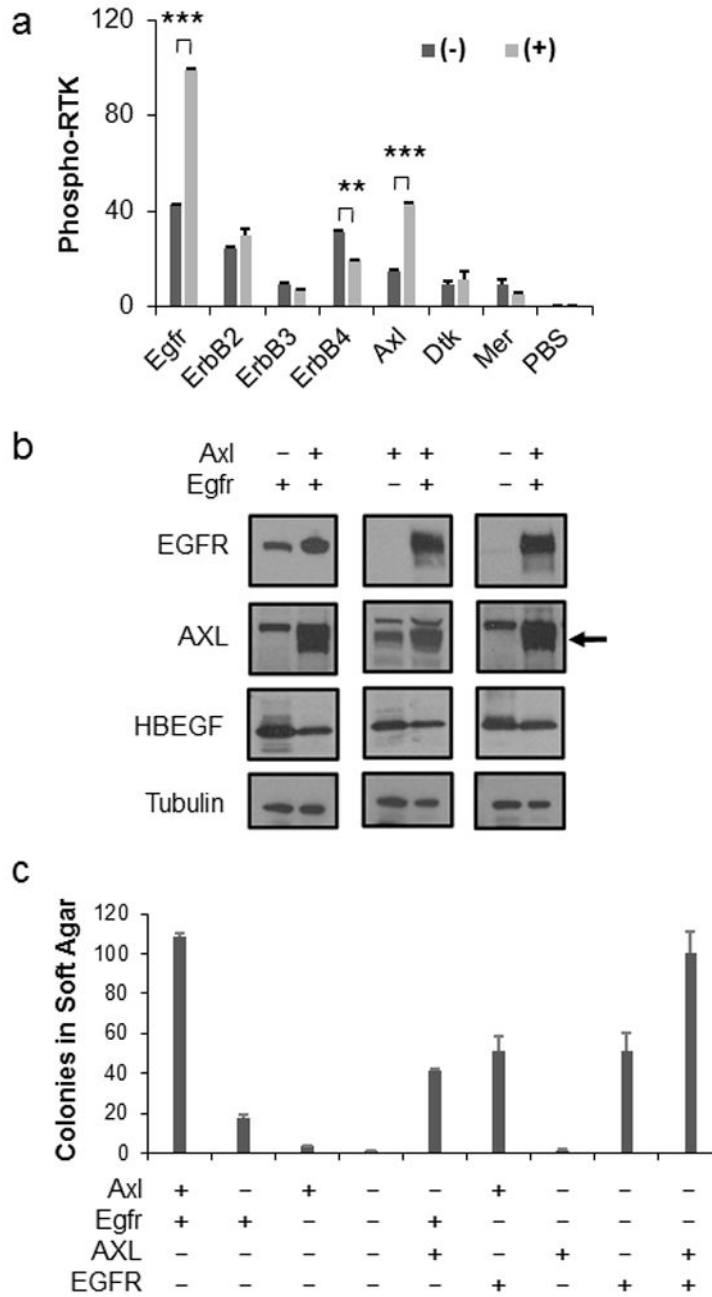 a
Phospho-RTK
120
80
40
0
*** ** ***
(-) (+)
Egfr ErbB2 ErbB3 ErbB4 Axl Dtk Mer PBS
b
Axl – + + + – +
Egfr + + – + – +
EGFR
AXL
HBEGF
Tubulin
c
Colonies in Soft Agar
120
100
80
60
40
20
0
Axl + – + – – + – – –
Egfr + + – – + – – – –
AXL – – – – + – + – +
EGFR – – – – – + – + +